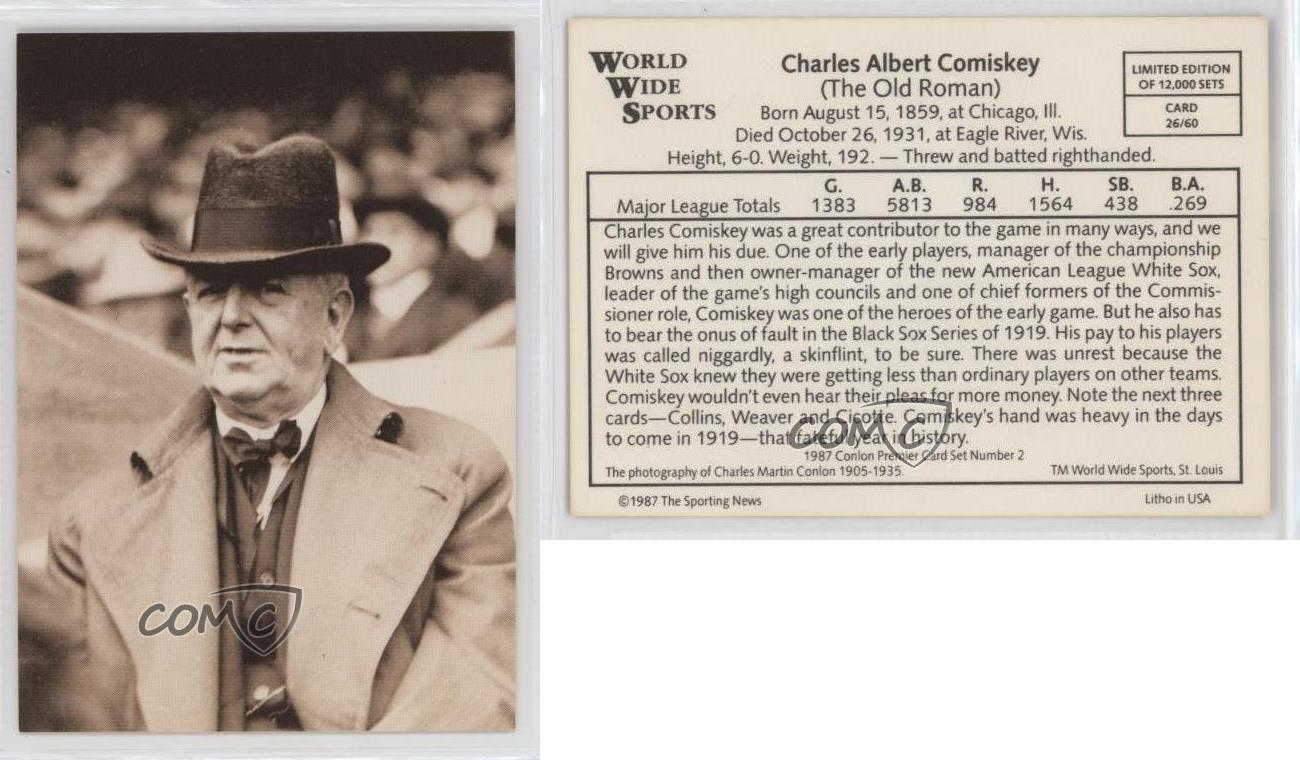 COMC
WORLD
WIDE
SPORTS
Charles Albert Comiskey
(The Old Roman)
Born August 15, 1859, at Chicago, Ill.
Died October 26, 1931, at Eagle River, Wis.
Height, 6-0. Weight, 192. — Threw and batted righthanded.
LIMITED EDITION
OF 12,000 SETS
CARD
26/60
G. A.B. R. H. SB. B.A.
Major League Totals 1383 5813 984 1564 438 .269
Charles Comiskey was a great contributor to the game in many ways, and we
will give him his due. One of the early players, manager of the championship
Browns and then owner-manager of the new American League White Sox,
leader of the game's high councils and one of chief formers of the Commis-
sioner role, Comiskey was one of the heroes of the early game. But he also has
to bear the onus of fault in the Black Sox Series of 1919. His pay to his players
was called niggardly, a skinflint, to be sure. There was unrest because the
White Sox knew they were getting less than ordinary players on other teams.
Comiskey wouldn't even hear their pleas for more money. Note the next three
cards—Collins, Weaver and Cicotte. Comiskey's hand was heavy in the days
to come in 1919—that fateful year in history.
COMC
1987 Conlon Premier Card Set Number 2
The photography of Charles Martin Conlon 1905-1935. TM World Wide Sports, St. Louis
©1987 The Sporting News Litho in USA